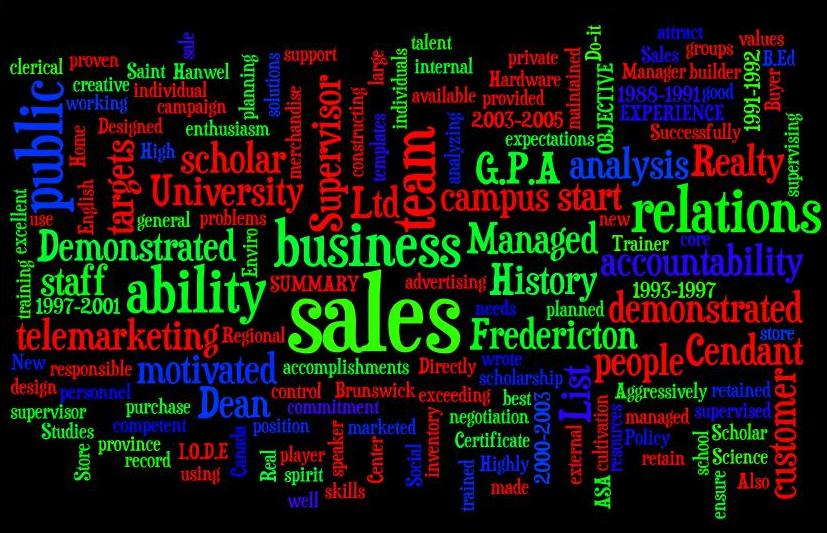 sale
talent
Do-it
attract
values
clerical
proven
support
private
Sales
groups
B.Ed
Saint
Hanwel
planning
solutions
large
individuals
internal
Hardware
maintained
OBJECTIVE
Manager
builder
1991-1992
Buyer
public
creative
individual
working
campaign
merchandise
Supervisor
constructing
available
provided
1988-1991
good
2003-2005
EXPERIENCE
Home
Designed
enthusiasm
templates
team
analyzing
expectations
Successfully
supervising
targets
High
scholar
G.P.A
analysis
Realty
English
University
Ltd
campus
start
excellent
use
general
problems
new
relations
Demonstrated
Enviro
business
Managed
Trainer
core
training
staff
ability
SUMMARY
advertising
History
accountability
1997-2001
sales
needs
planned
1993-1997
demonstrated
telemarketing
Regional
Fredericton
store
New
responsible
motivated
accomplishments
Directly
wrote
people
Cendant
design
personnel
Dean
control
Brunswick
exceeding
scholarship
best
List
Aggressively
retained
customer
supervisor
purchase
commitment
negotiation
2000-2003
cultivation
managed
supervised
Studies
competent
position
marketed
Certificate
resources
Policy
Scholar
Store
province
record
I.O.D.E
Canada
Real
player
speaker
Center
Social
inventory
trained
Highly
external
retain
school
Science
using
spirit
skills
well
made
ASA
ensure
Also